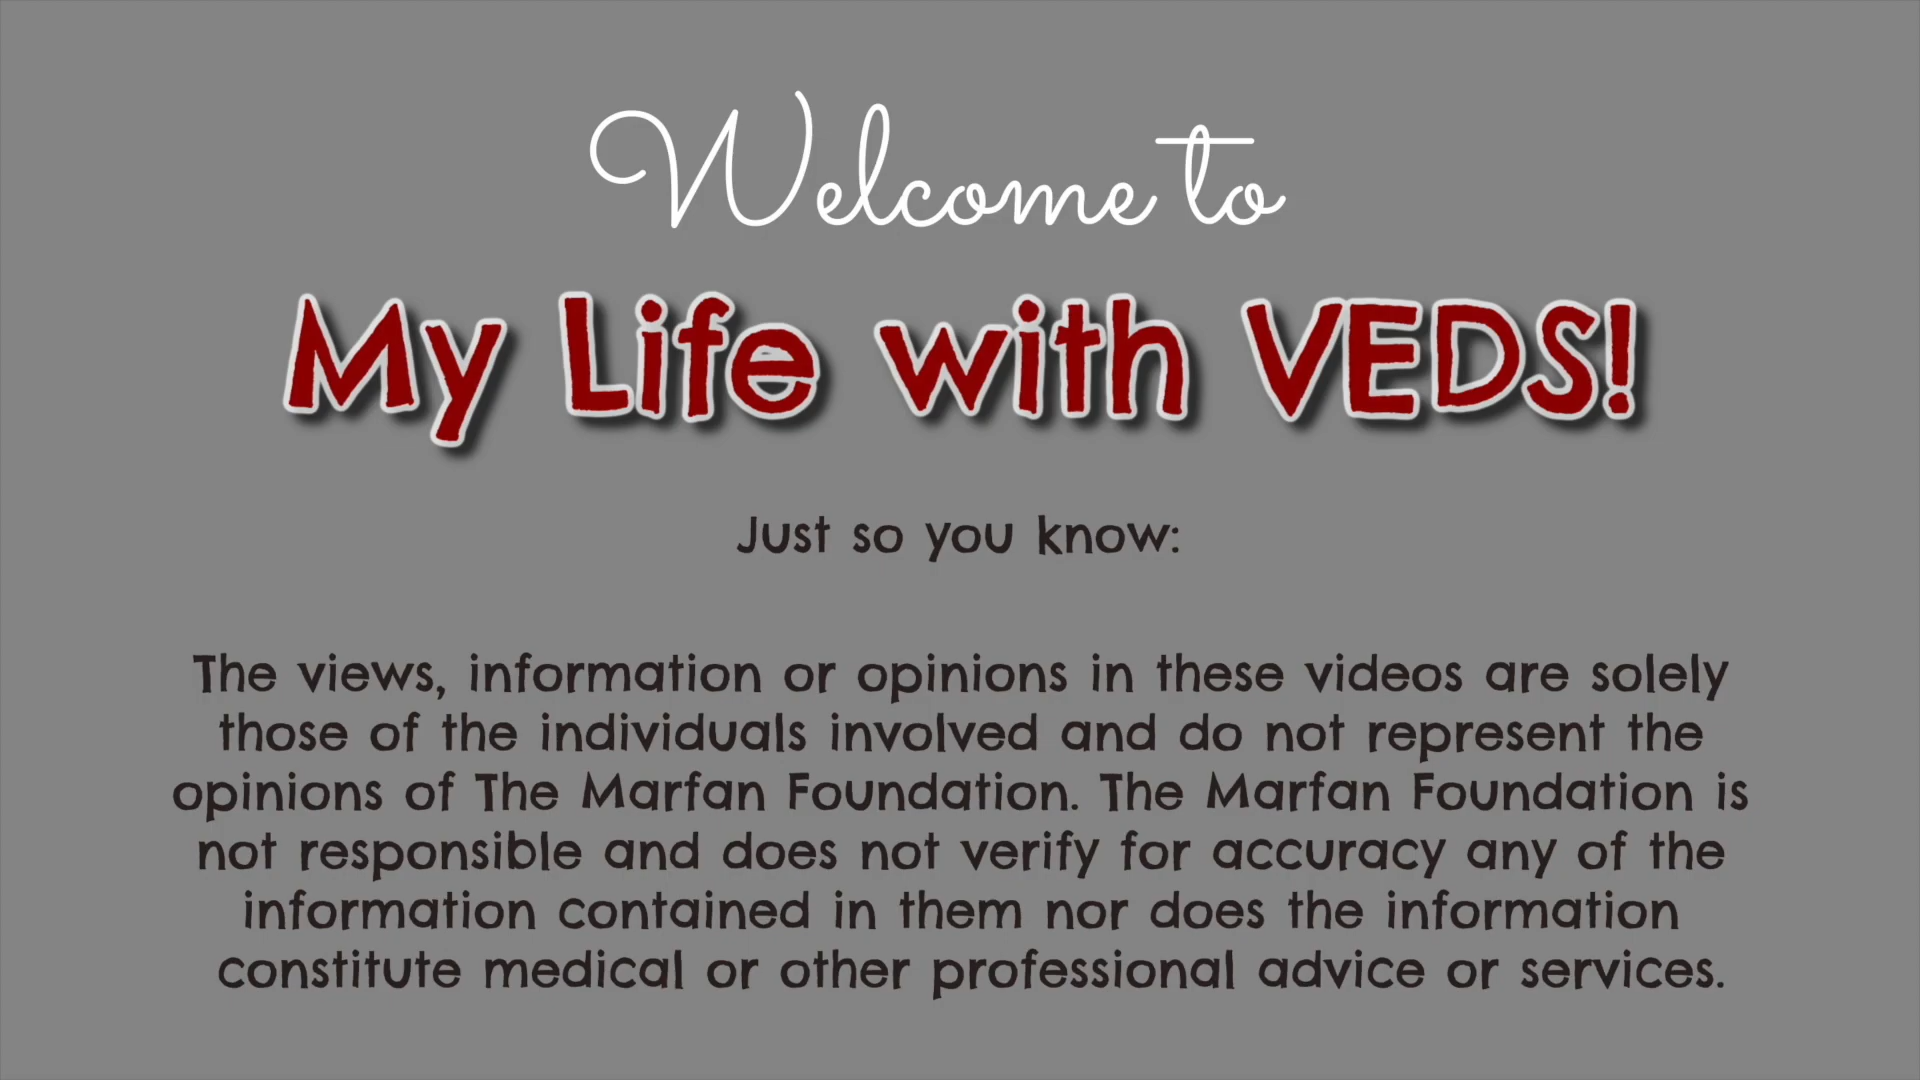 Welcome to
My Life with VEDS!
Just so you know:
The views, information or opinions in these videos are solely
those of the individuals involved and do not represent the
opinions of The Marfan Foundation. The Marfan Foundation is
not responsible and does not verify for accuracy any of the
information contained in them nor does the information
constitute medical or other professional advice or services.